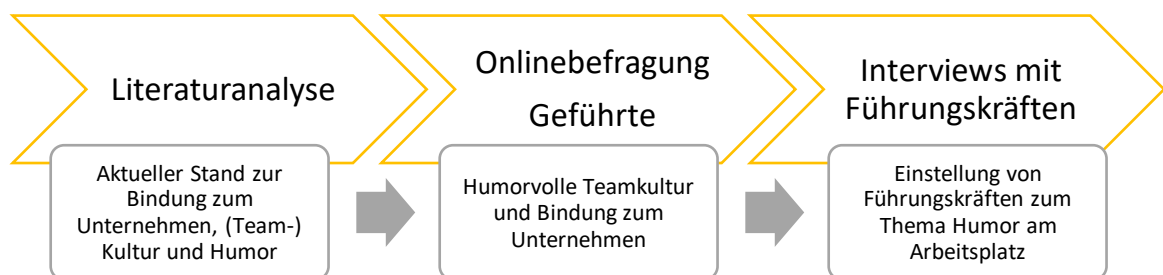 Literaturanalyse
Aktueller Stand zur
Bindung zum
Unternehmen, (Team-)
Kultur und Humor
Onlinebefragung
Geführte
Humorvolle Teamkultur
und Bindung zum
Unternehmen
Interviews mit
Führungskräften
Einstellung von
Führungskräften zum
Thema Humor am
Arbeitsplatz